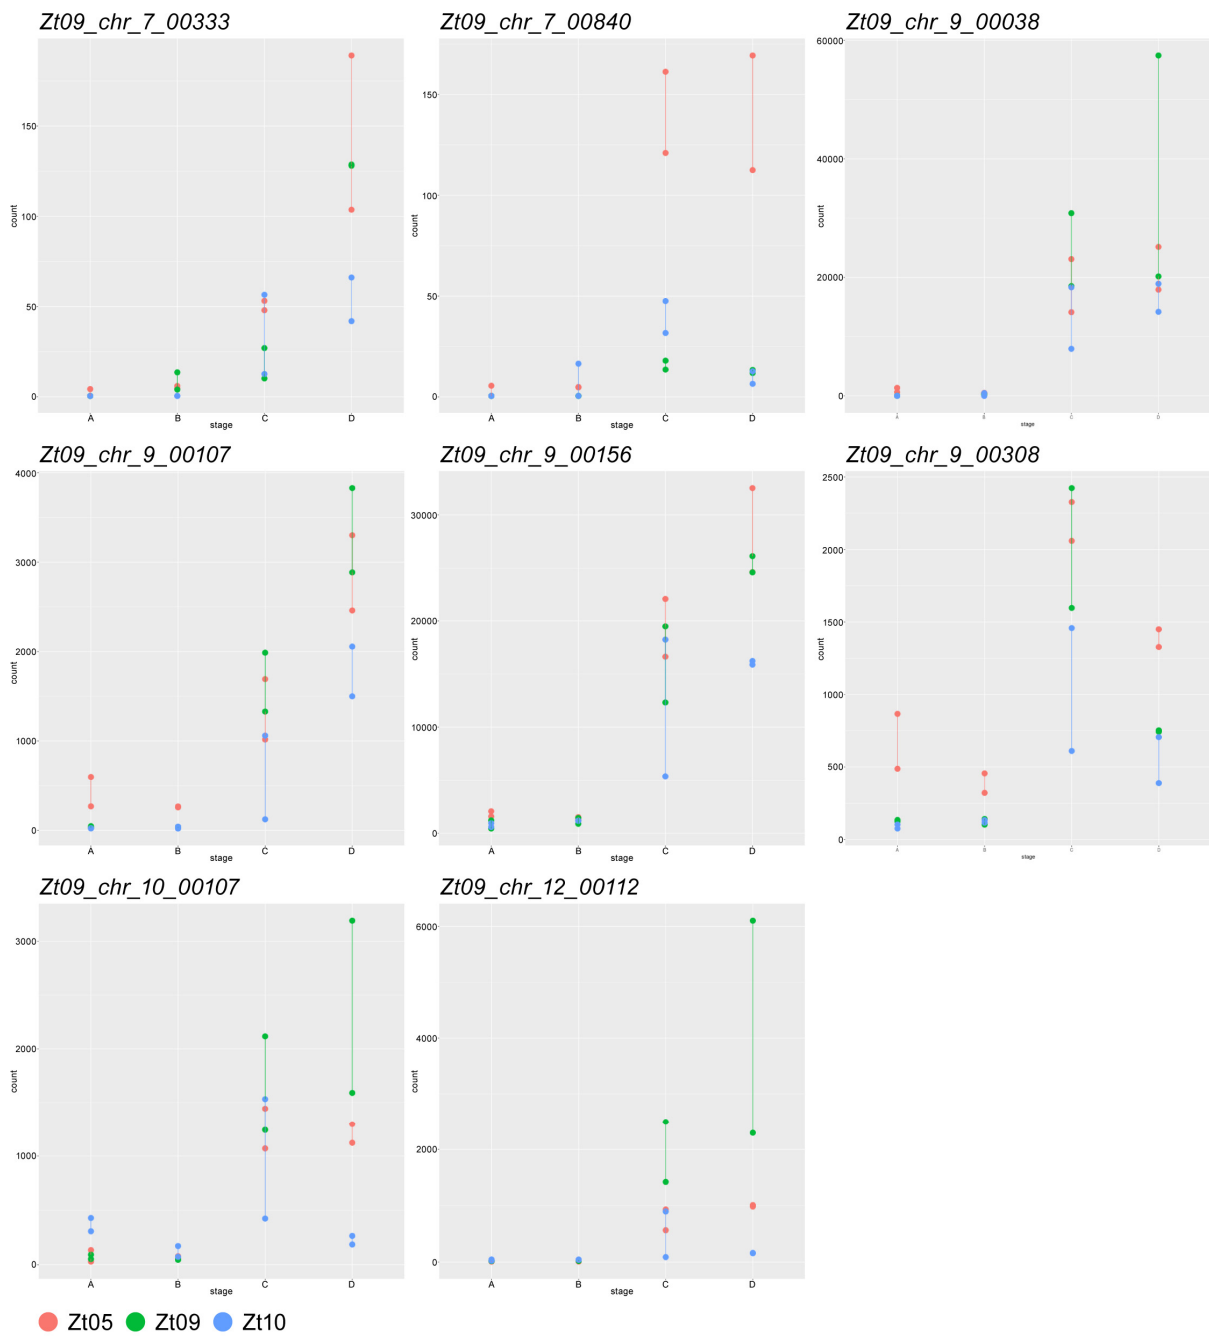 Zt09_chr_7_00333
Zt09_chr_7_00840
Zt09_chr_9_00038
150
100
50
0
count
A
B
C
D
stage
150
100
50
0
count
A
B
C
D
stage
60000
40000
20000
0
count
A
B
C
D
stage
Zt09_chr_9_00107
Zt09_chr_9_00156
Zt09_chr_9_00308
4000
3000
2000
1000
0
count
A
B
C
D
stage
30000
20000
10000
0
count
A
B
C
D
stage
2500
2000
1500
1000
500
0
count
A
B
C
D
stage
Zt09_chr_10_00107
Zt09_chr_12_00112
3000
2000
1000
0
count
A
B
C
D
stage
6000
4000
2000
0
count
A
B
C
D
stage
Zt05 Zt09 Zt10